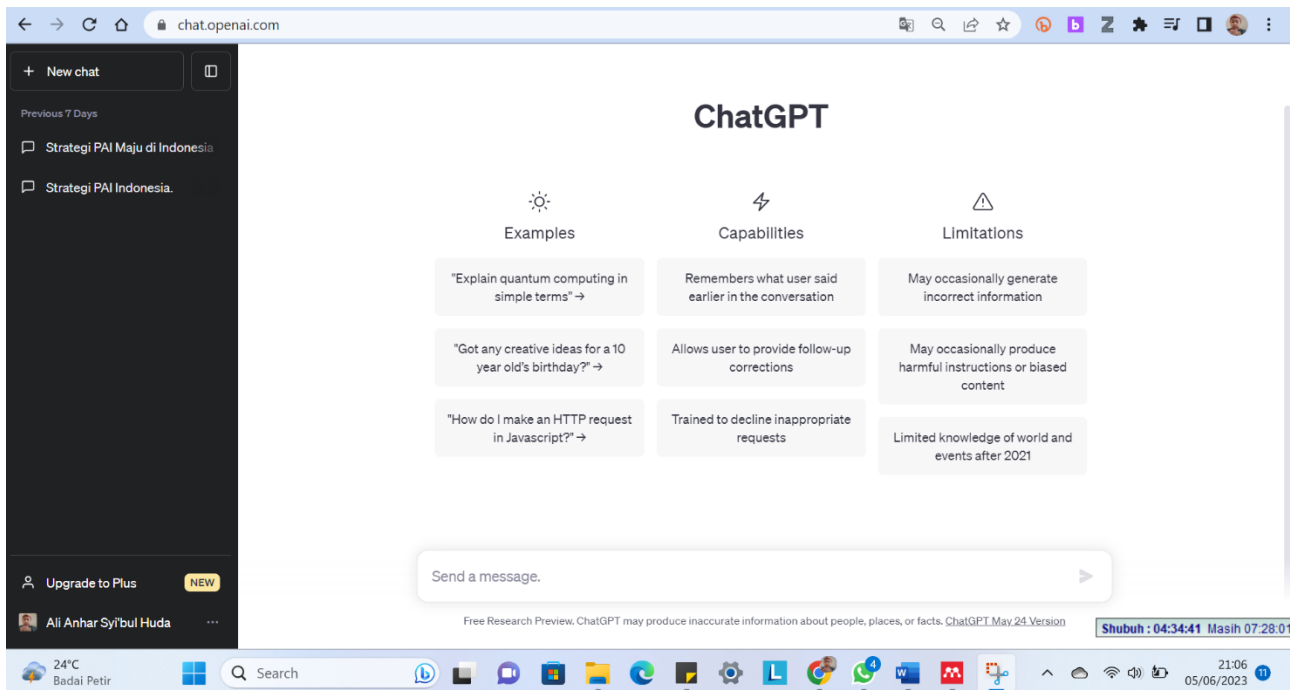 chat.openai.com
+ New chat
Previous 7 Days
Strategi PAI Maju di Indonesia
Strategi PAI Indonesia.
Upgrade to Plus NEW
Ali Anhar Syi'bul Huda ...
ChatGPT
Examples
"Explain quantum computing in
simple terms" →
"Got any creative ideas for a 10
year old's birthday?" →
"How do I make an HTTP request
in Javascript?" →
Capabilities
Remembers what user said
earlier in the conversation
Allows user to provide follow-up
corrections
Trained to decline inappropriate
requests
Limitations
May occasionally generate
incorrect information
May occasionally produce
harmful instructions or biased
content
Limited knowledge of world and
events after 2021
Send a message.
Free Research Preview. ChatGPT may produce inaccurate information about people, places, or facts. ChatGPT May 24 Version
Shubuh : 04:34:41 Masih 07:28:01
24°C
Badai Petir
Search
4
21:06
05/06/2023
11